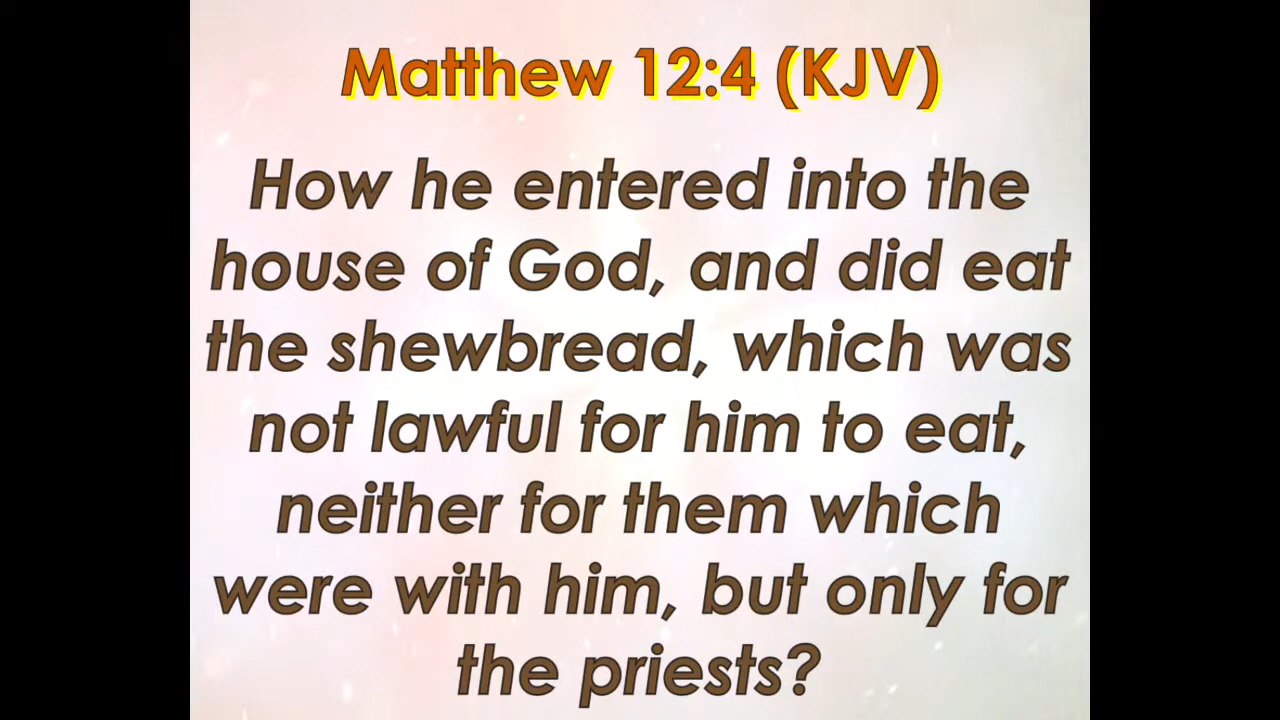 Matthew 12:4 (KJV)
How he entered into the
house of God, and did eat
the shewbread, which was
not lawful for him to eat,
neither for them which
were with him, but only for
the priests?